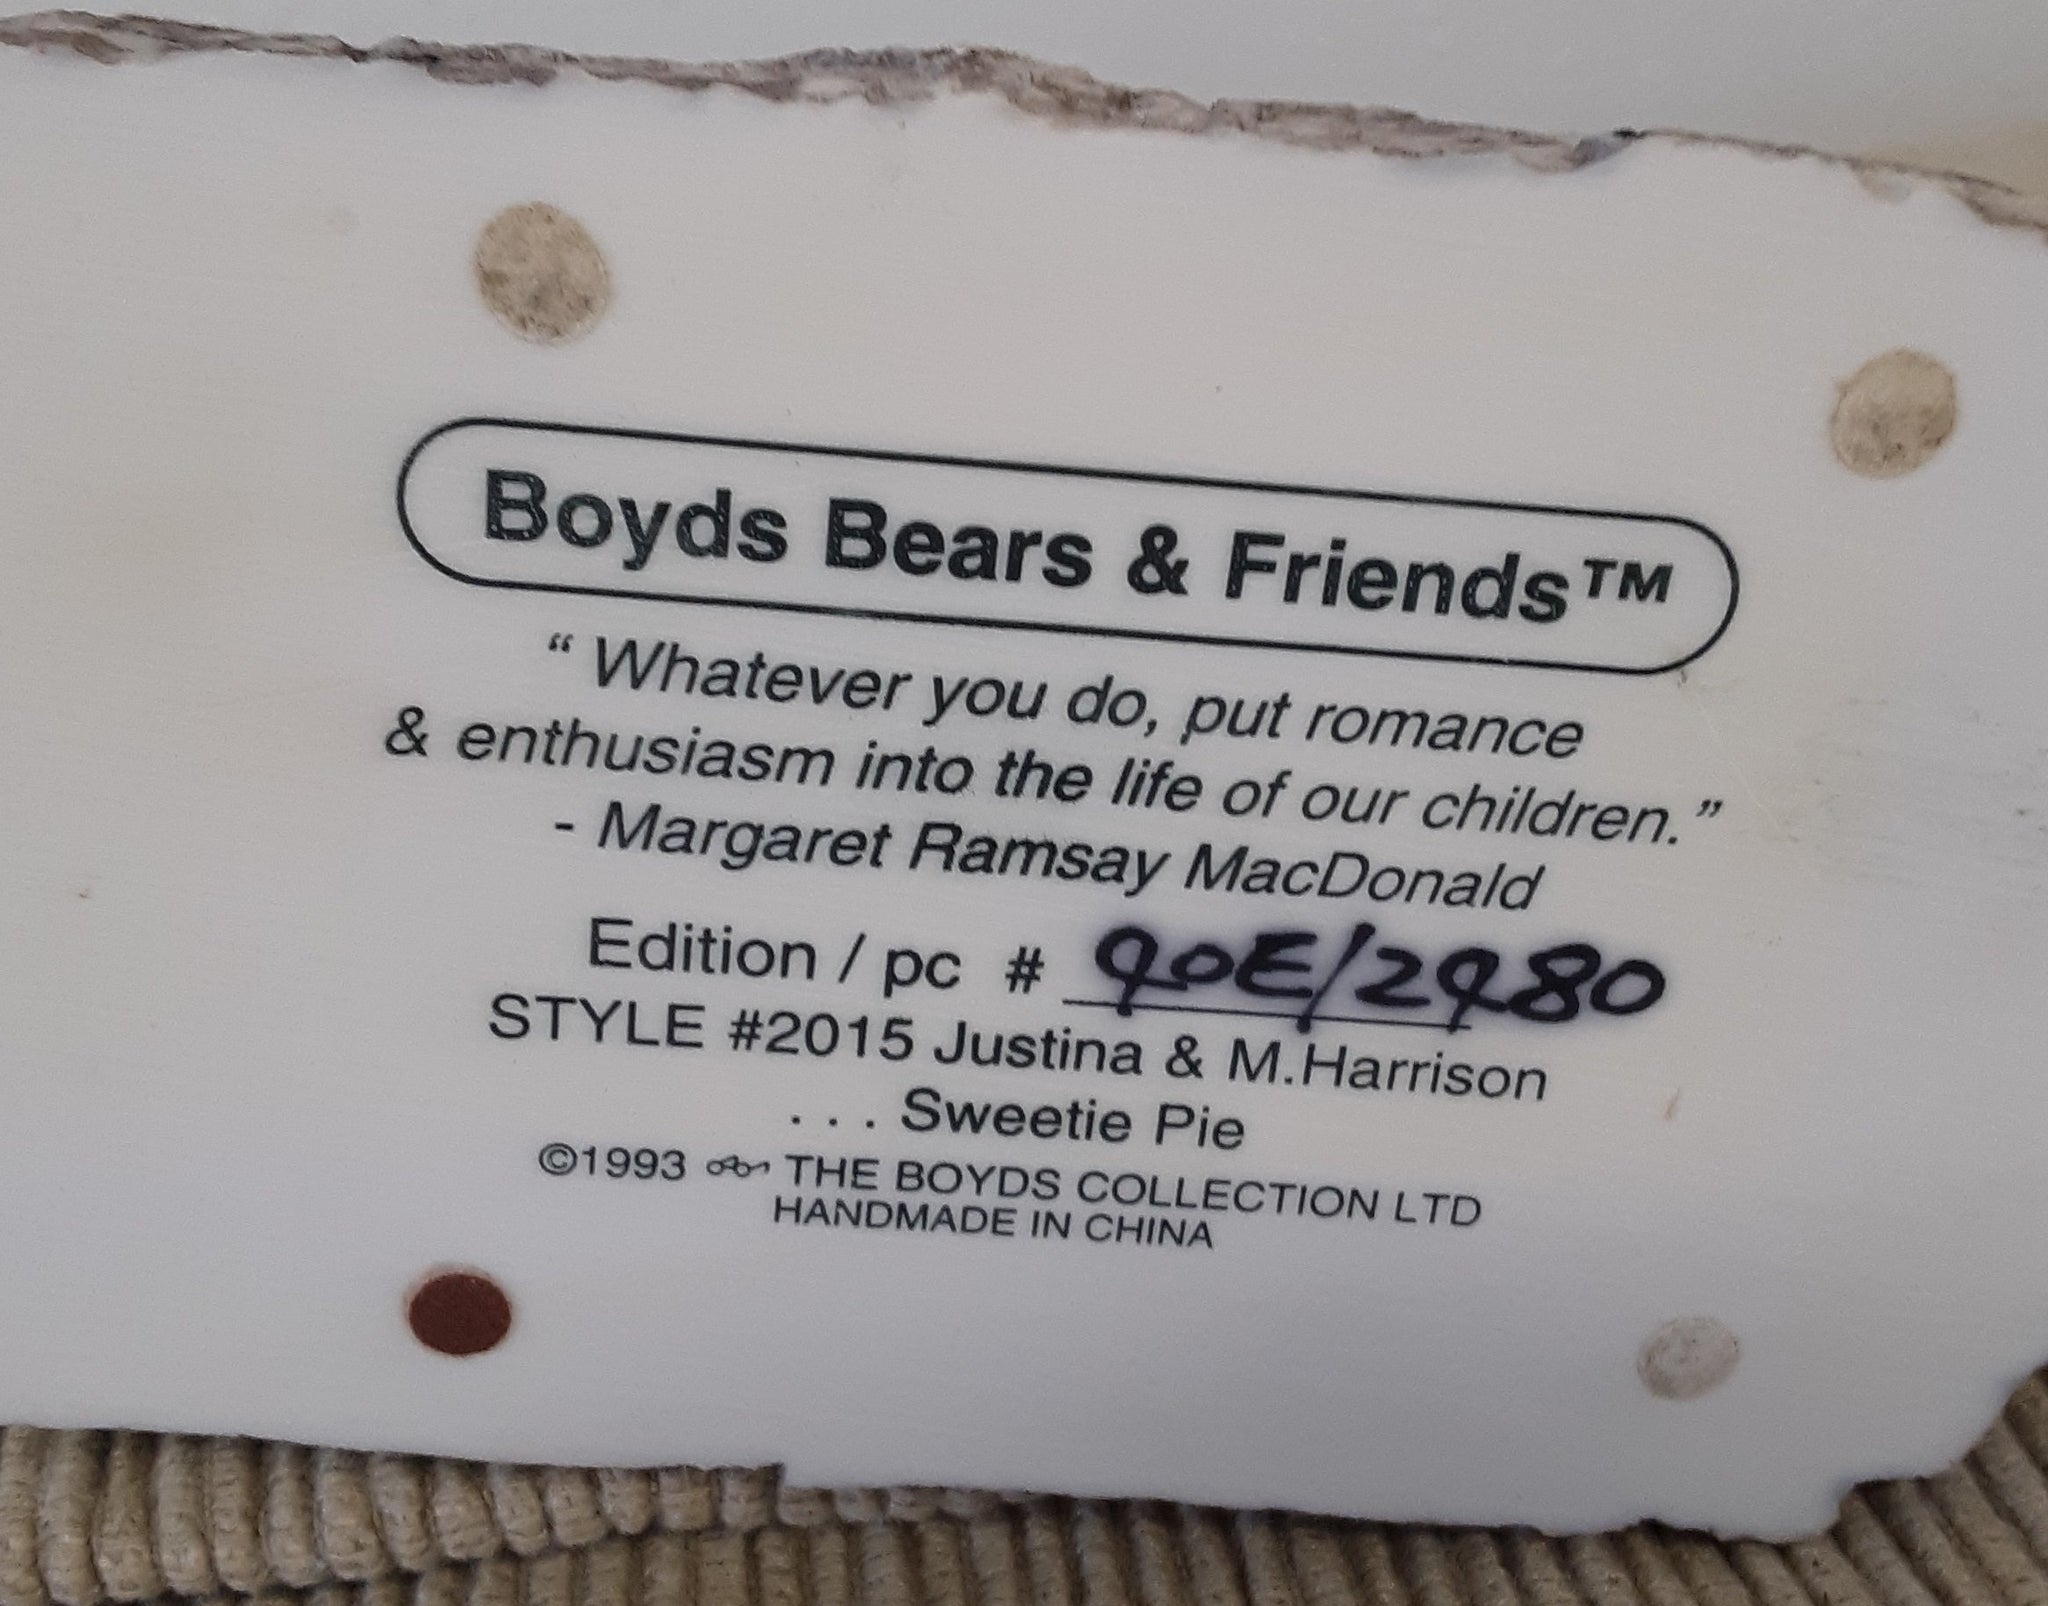 Boyds Bears & Friends™
“Whatever you do, put romance
& enthusiasm into the life of our children.”
- Margaret Ramsay MacDonald
Edition / pc # 90E/2980
STYLE #2015 Justina & M.Harrison
. . . Sweetie Pie
©1993 THE BOYDS COLLECTION LTD
HANDMADE IN CHINA